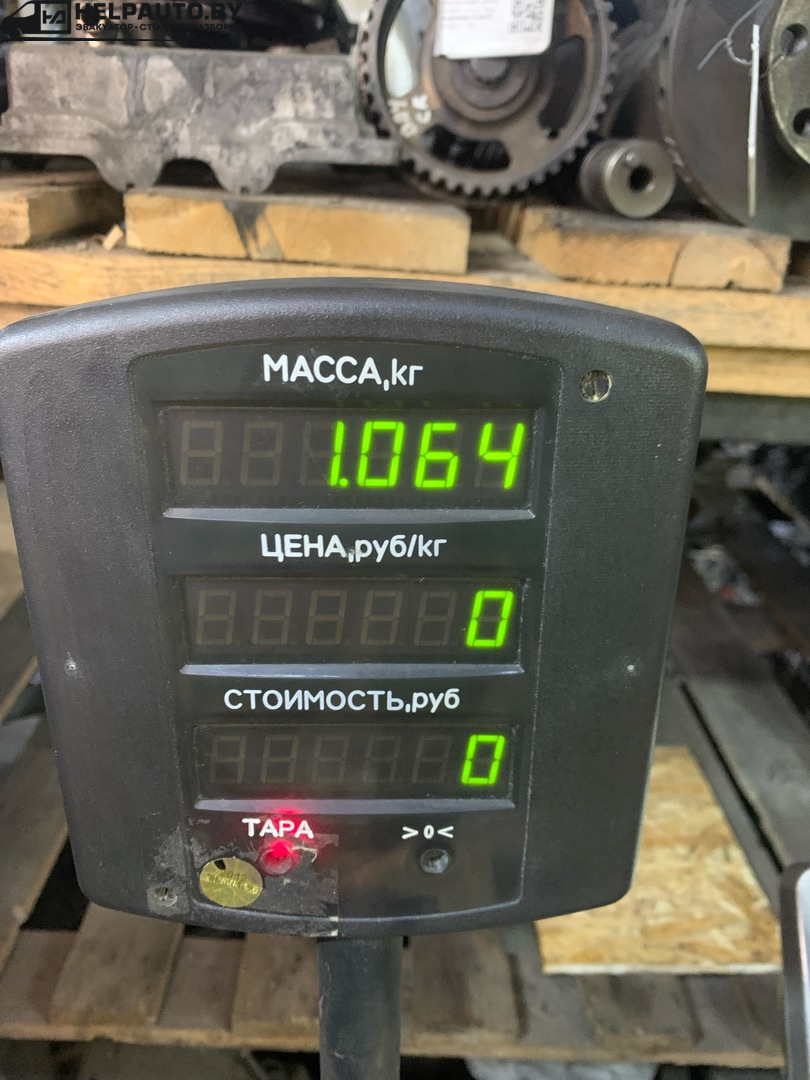 HELPAUTO.BY
МАССА,кг
1.064
ЦЕНА,руб/кг
0
СТОИМОСТЬ,руб
0
ТАРА >0<